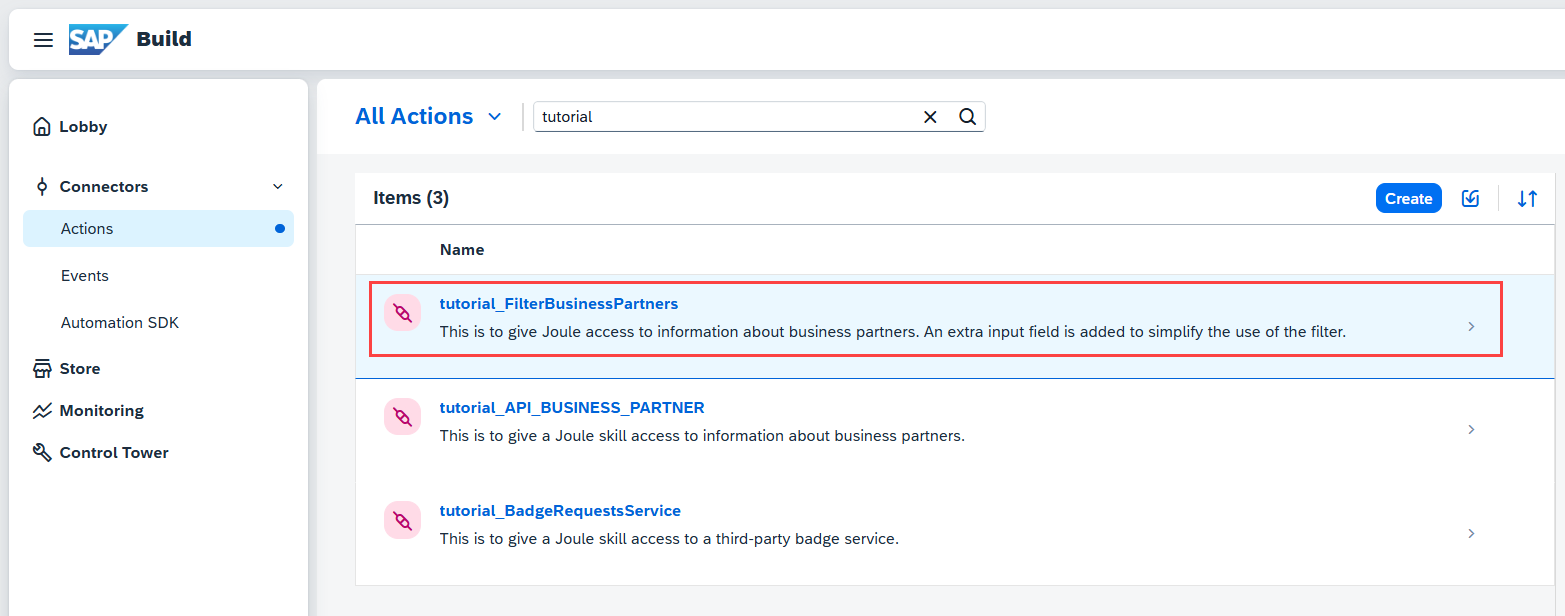 SAP Build
Lobby
Connectors
Actions
Events
Automation SDK
Store
Monitoring
Control Tower
All Actions
tutorial
Items (3)
Create
Name
tutorial_FilterBusinessPartners
This is to give Joule access to information about business partners. An extra input field is added to simplify the use of the filter.
tutorial_API_BUSINESS_PARTNER
This is to give a Joule skill access to information about business partners.
tutorial_BadgeRequestsService
This is to give a Joule skill access to a third-party badge service.